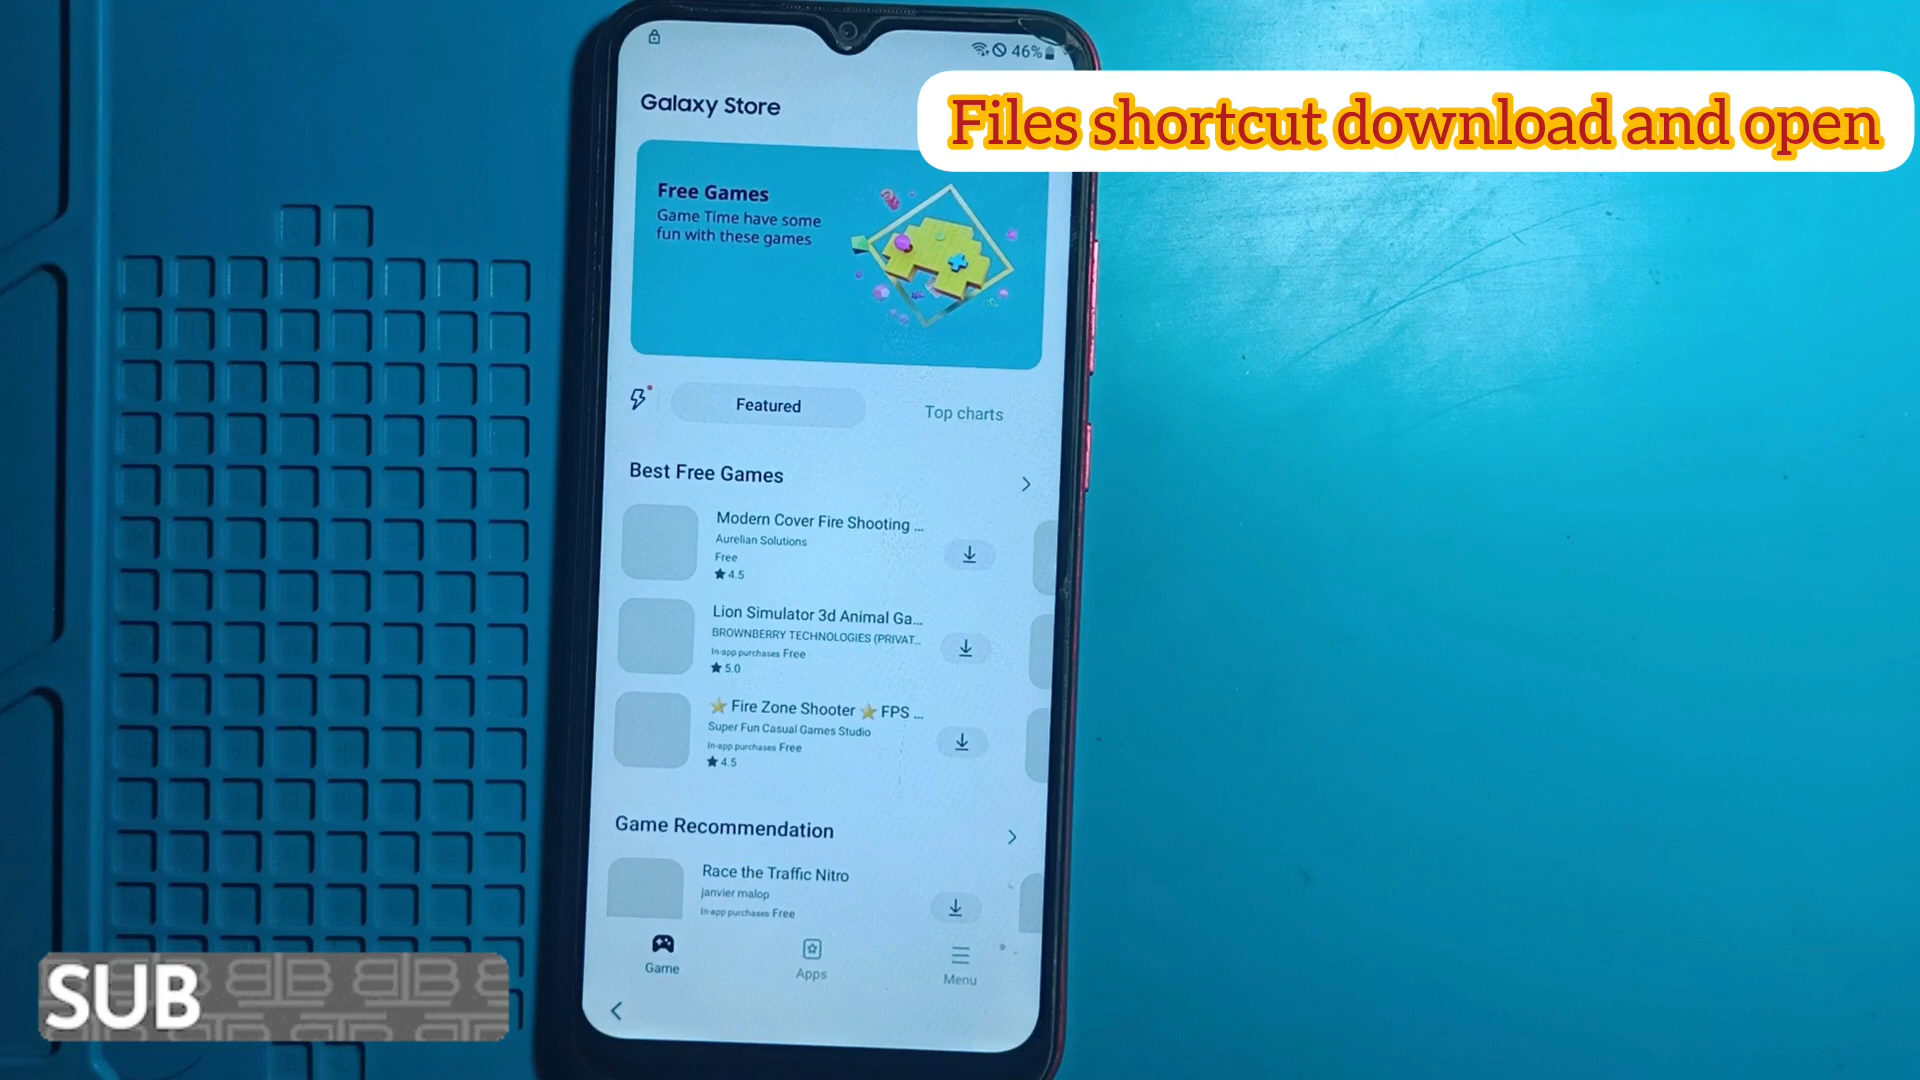 46%
Galaxy Store
Files shortcut download and open
Free Games
Game Time have some
fun with these games
Featured
Top charts
Best Free Games
Modern Cover Fire Shooting ...
Aurelian Solutions
Free
★ 4.5
Lion Simulator 3d Animal Ga...
BROWNBERRY TECHNOLOGIES (PRIVAT...
In-app purchases Free
★ 5.0
⭐ Fire Zone Shooter ⭐ FPS ...
Super Fun Casual Games Studio
In-app purchases Free
★ 4.5
Game Recommendation
Race the Traffic Nitro
janvier malop
In-app purchases Free
Game
Apps
Menu
SUB